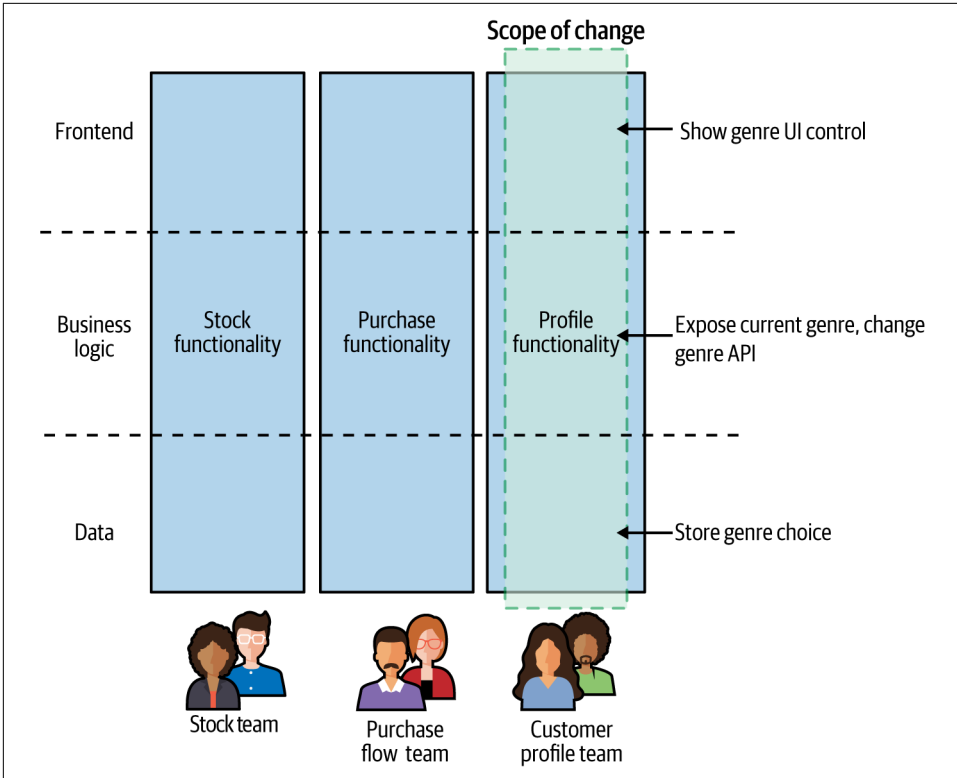 Scope of change
Frontend
Show genre UI control
Business
logic
Stock
functionality
Purchase
functionality
Profile
functionality
Expose current genre, change
genre API
Data
Store genre choice
Stock team
Purchase
flow team
Customer
profile team